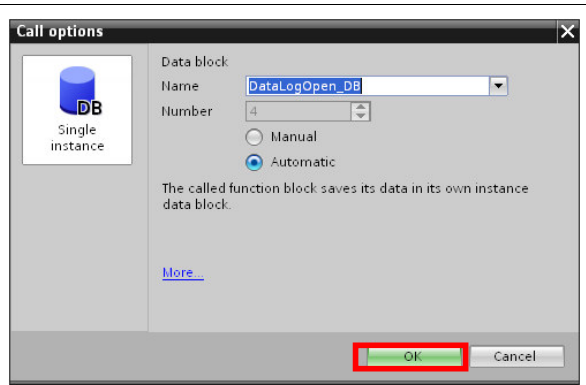 Call options
DB
Single
instance
Data block
Name
DataLogOpen_DB
Number
4
Manual
Automatic
The called function block saves its data in its own instance
data block.
More...
OK
Cancel